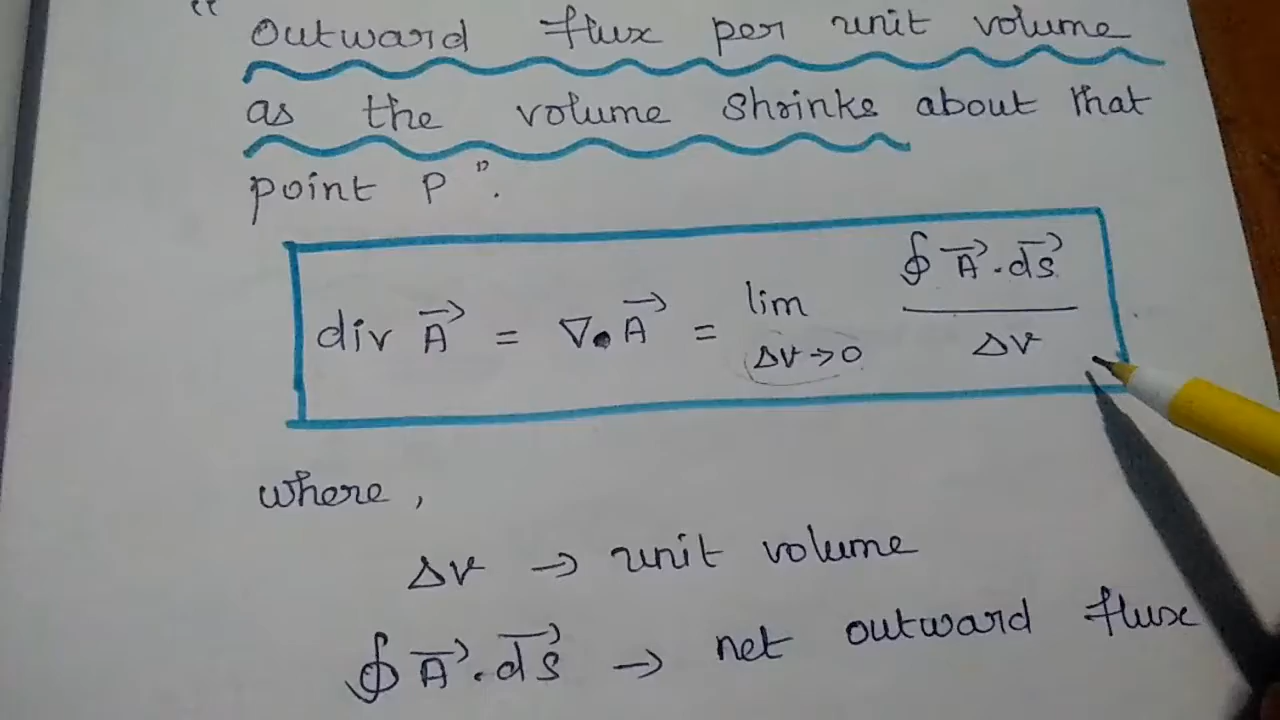 “ outward flux per unit volume
as the volume shrinks about that
point P ”.
div A⃗ = ∇. A⃗ = lim Δv→0 ∮ A⃗ . ds⃗ / Δv
where ,
Δv → unit volume
∮ A⃗ . ds⃗ → net outward flux